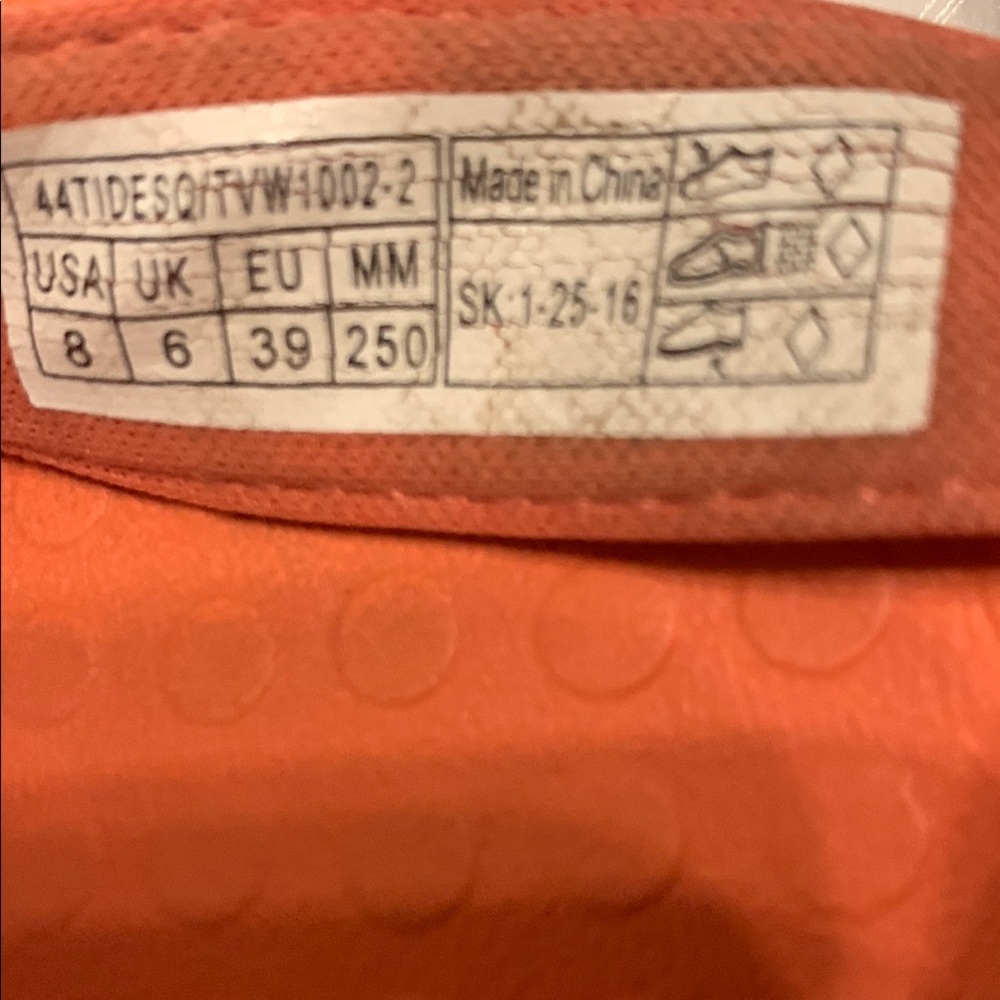 44TIDESQ/TVW1002-2
USA UK EU MM
8 6 39 250
Made in China
SK:1-25-16